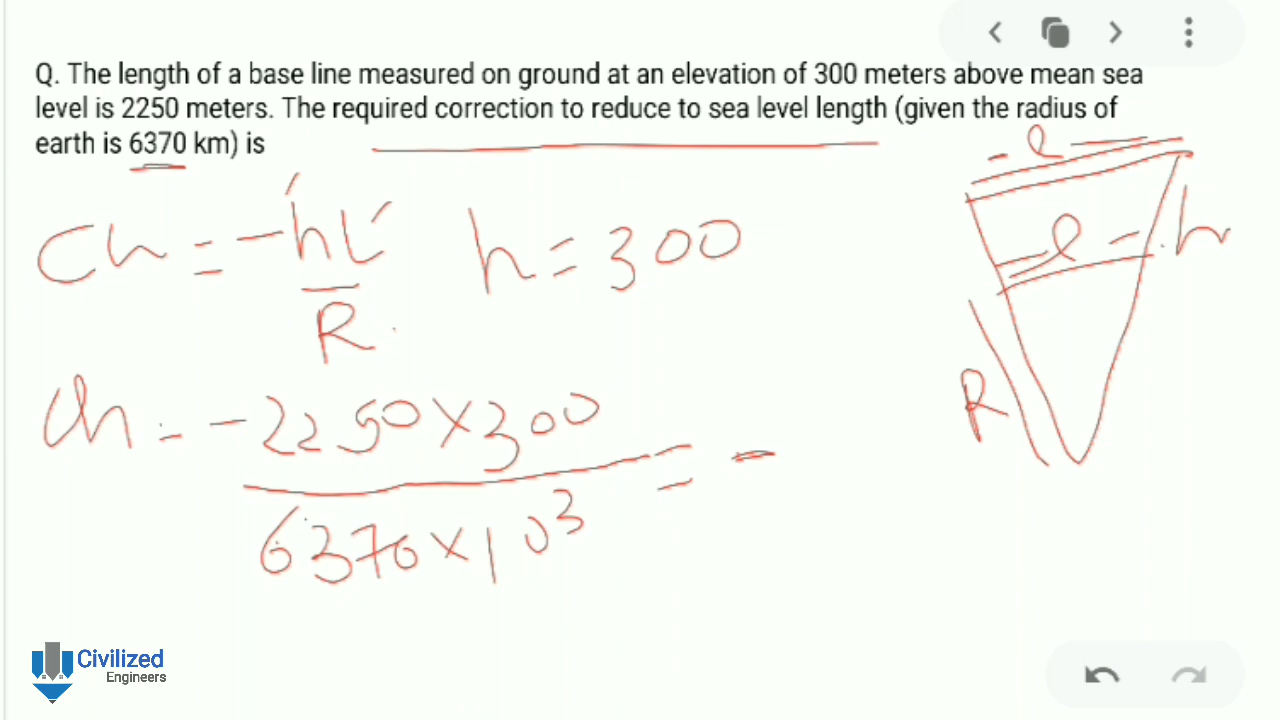 Q. The length of a base line measured on ground at an elevation of 300 meters above mean sea
level is 2250 meters. The required correction to reduce to sea level length (given the radius of
earth is 6370 km) is
l
Ch = -hL
R
h = 300
l
h
R
Ch = -2250×300
6370×10³
= -
Civilized
Engineers